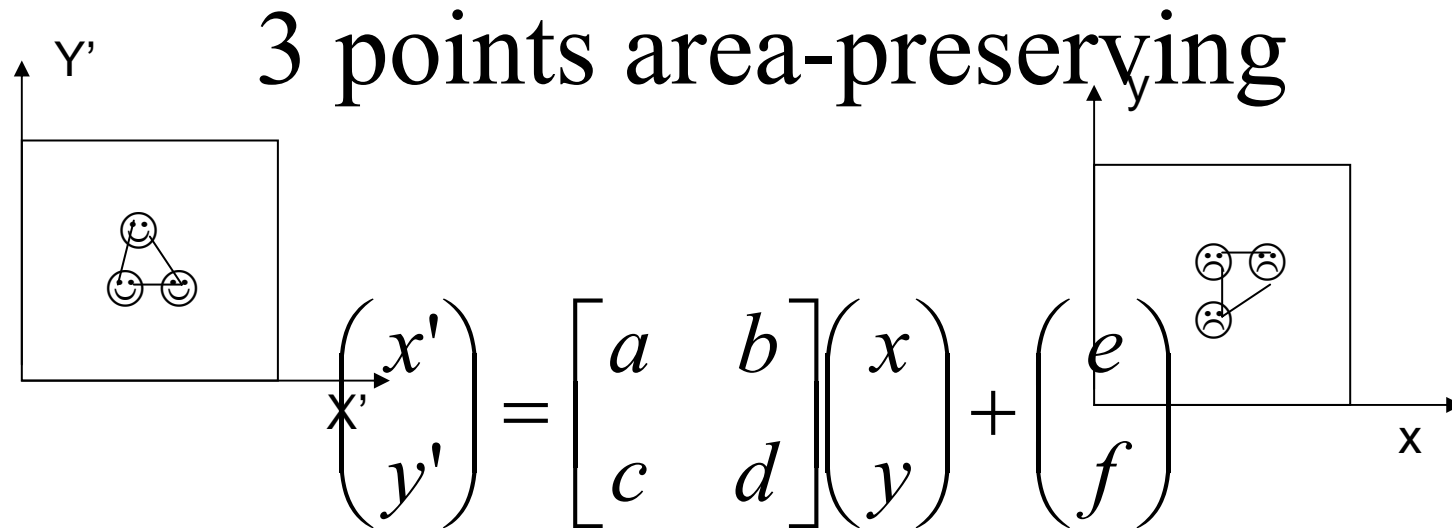 3 points area-preserving
Y'
y
X'
x
(x') = [a b](x) + (e)
(y') [c d](y) (f)